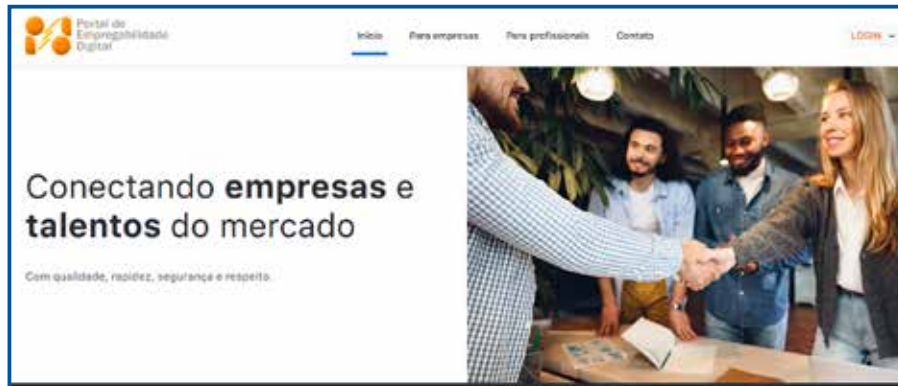 Portal de
Empregabilidade
Digital
Início Para empresas Para profissionais Contato LOGIN
Conectando empresas e
talentos do mercado
Com qualidade, rapidez, segurança e respeito.